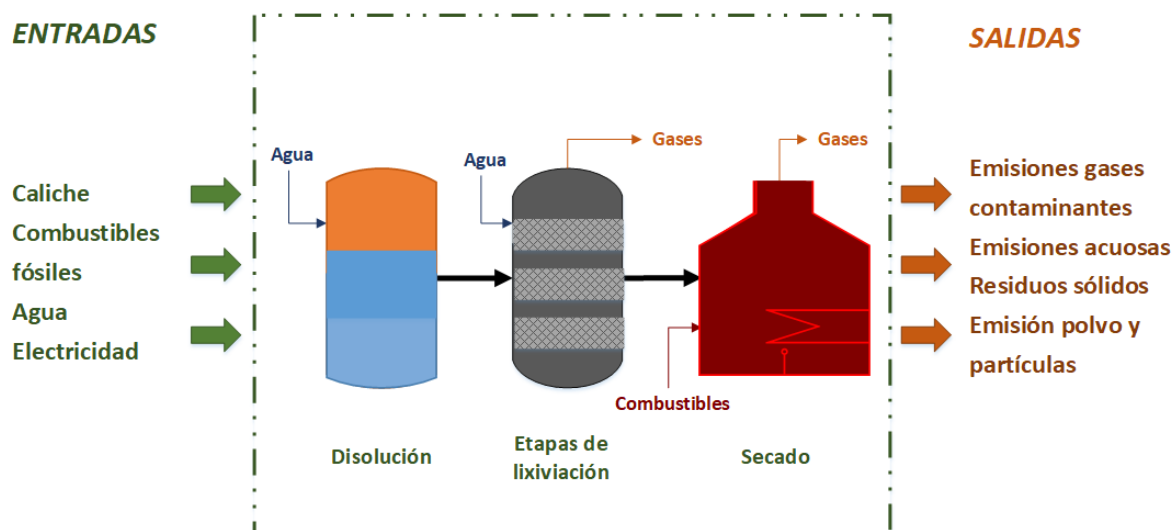 ENTRADAS
SALIDAS
Caliche
Combustibles
fósiles
Agua
Electricidad
Agua
Agua
Gases
Gases
Combustibles
Disolución
Etapas de
lixiviación
Secado
Emisiones gases
contaminantes
Emisiones acuosas
Residuos sólidos
Emisión polvo y
partículas